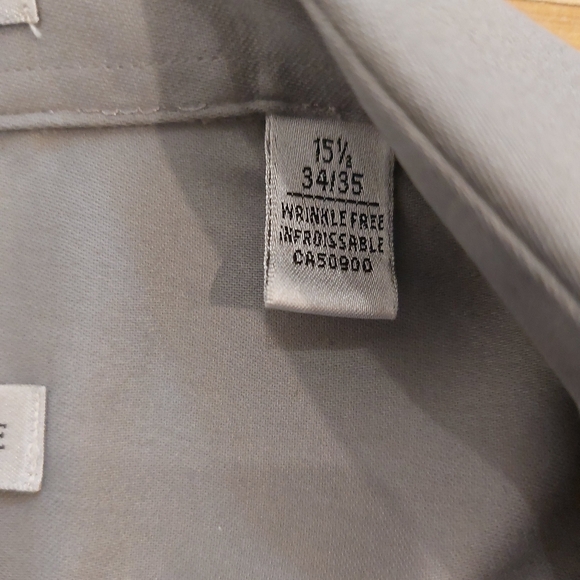 15½
34/35
WRINKLE FREE
INFROISSABLE
CA50900